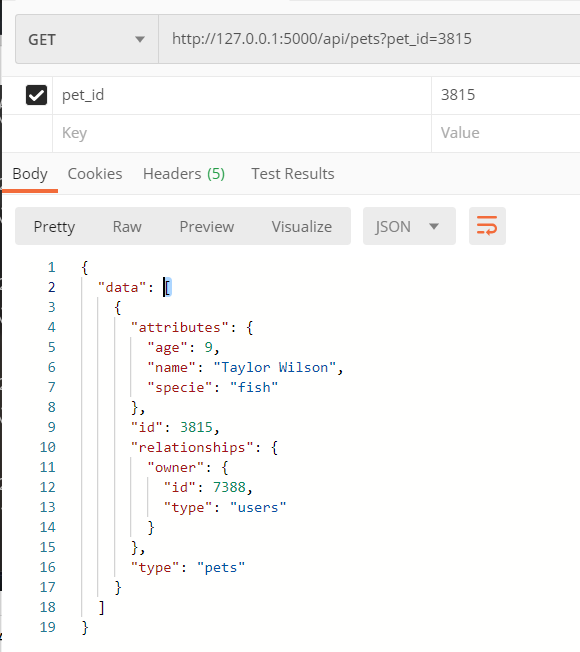 GET http://127.0.0.1:5000/api/pets?pet_id=3815
pet_id 3815
Key Value
Body Cookies Headers (5) Test Results
Pretty Raw Preview Visualize JSON
1 {
2 "data": [
3 {
4 "attributes": {
5 "age": 9,
6 "name": "Taylor Wilson",
7 "specie": "fish"
8 },
9 "id": 3815,
10 "relationships": {
11 "owner": {
12 "id": 7388,
13 "type": "users"
14 }
15 },
16 "type": "pets"
17 }
18 ]
19 }